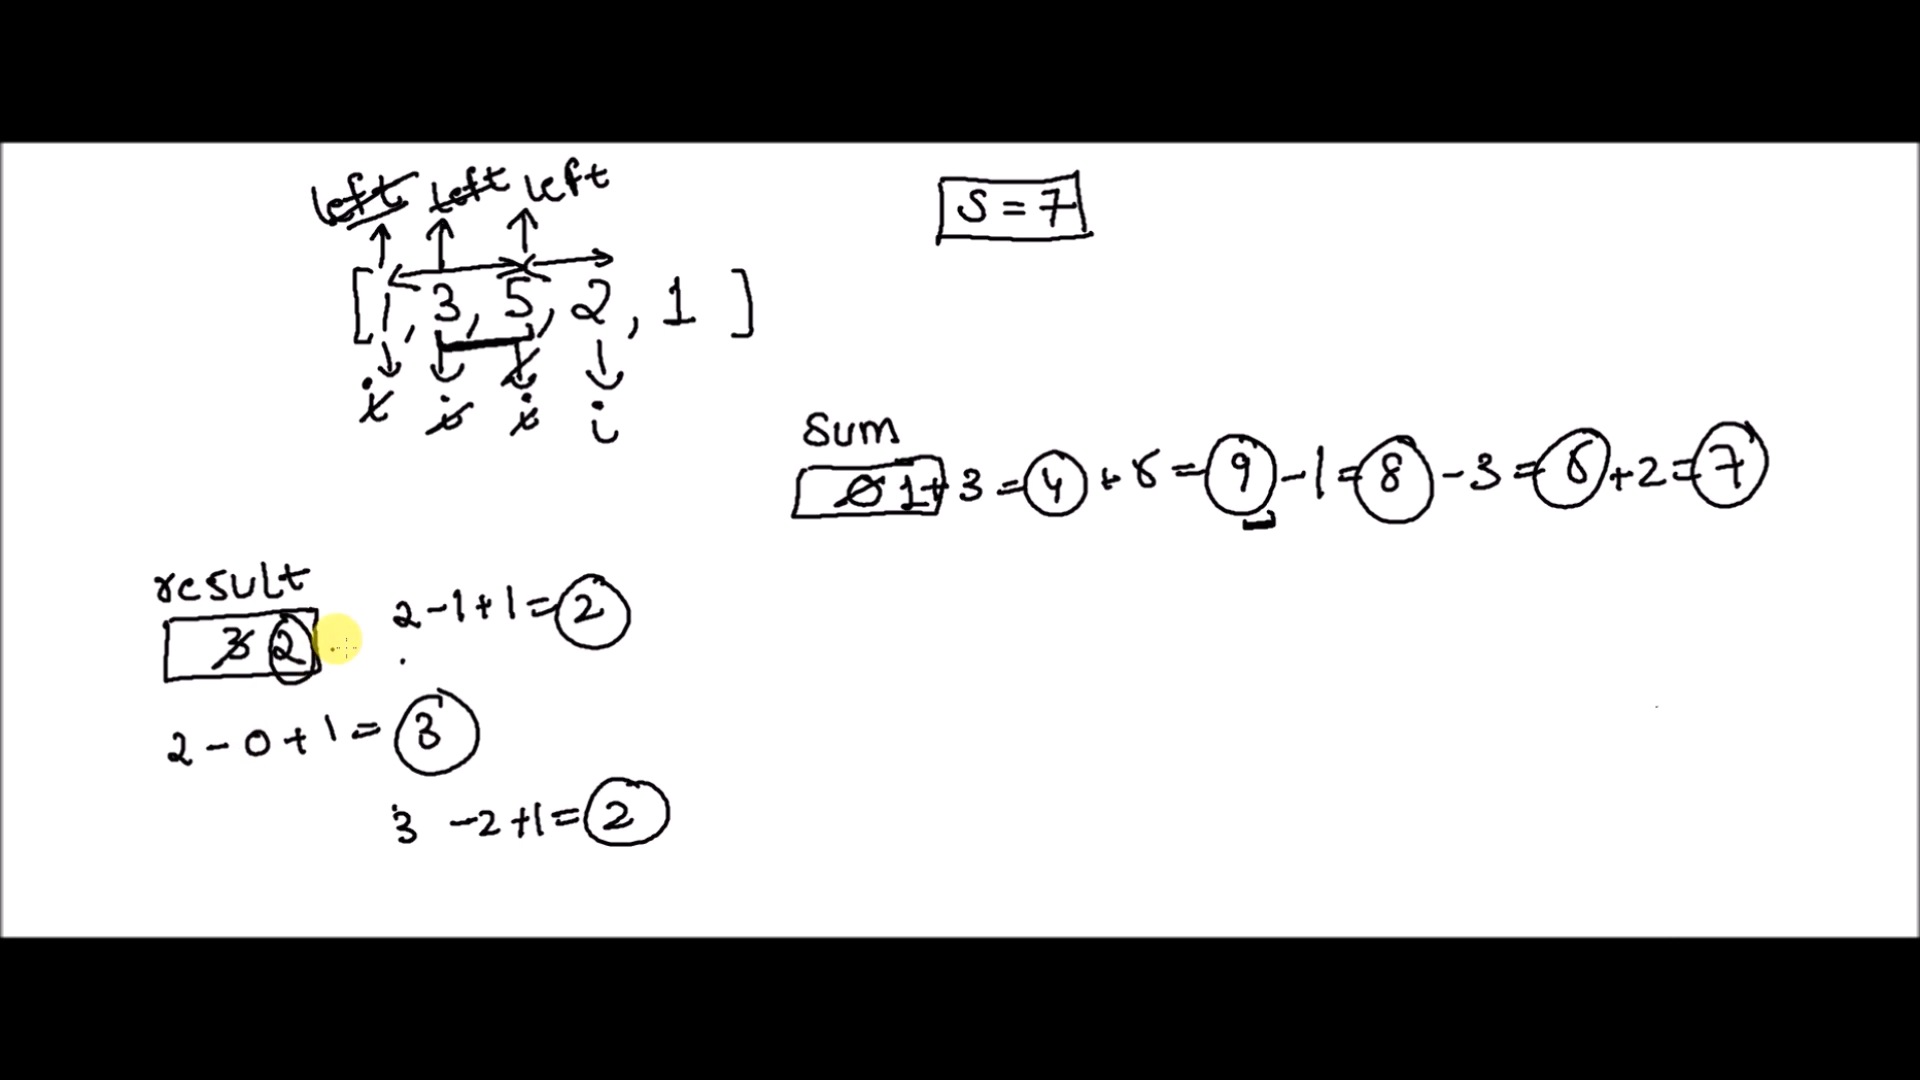 left left left
S = 7
[1, 3, 5, 2, 1 ]
i i i i
Sum
0 1 + 3 = 4 + 5 = 9 - 1 = 8 - 3 = 5 + 2 = 7
result
3 2
2 - 1 + 1 = 2
2 - 0 + 1 = 3
3 - 2 + 1 = 2